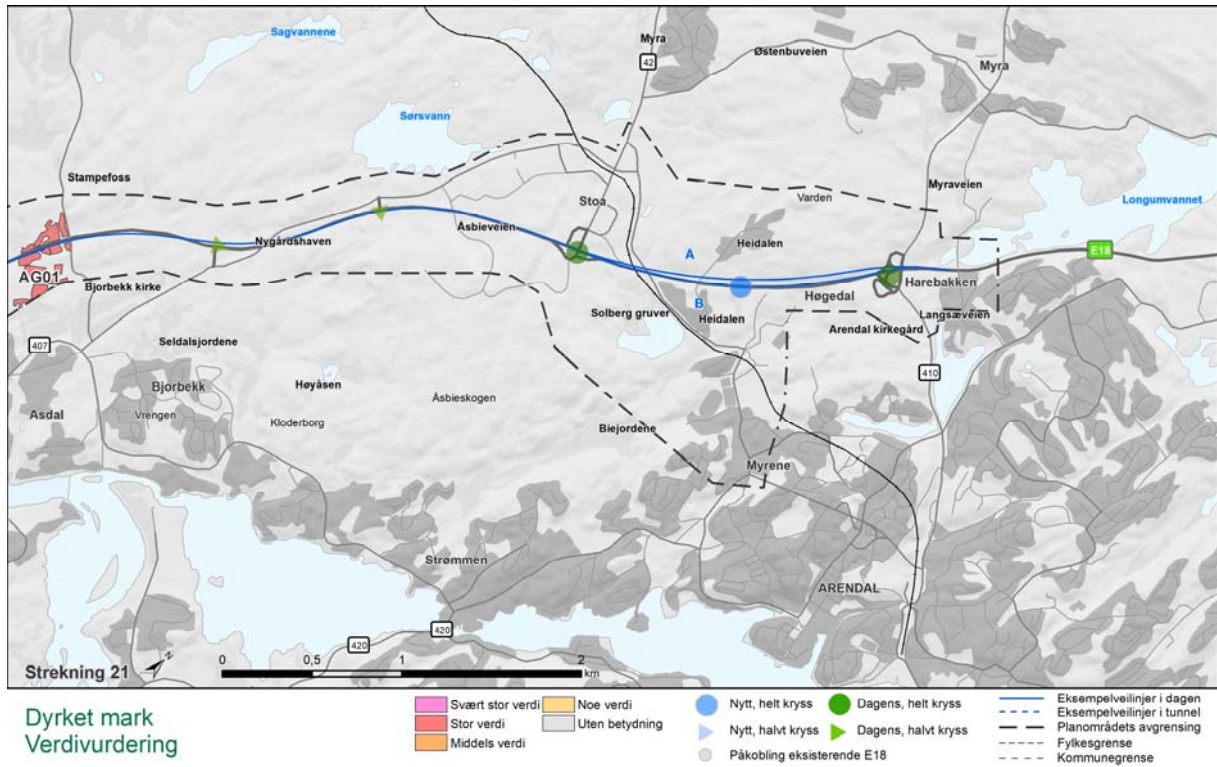 Sagvannene
Myra
42
Østenbuveien
Myra
Sørsvann
Stampefoss
Stoa
Varden
Myraveien
Longumvannet
Nygårdshaven
Åsbieveien
Heidalen
A
E18
AG01
Bjorbekk kirke
B
Solberg gruver
Heidalen
Høgedal
Harebakken
Langsæveien
Arendal kirkegård
407
Seldalsjordene
410
Asdal
Bjorbekk
Vrengen
Høyåsen
Kloderborg
Åsbieskogen
Biejordene
Myrene
Strømmen
ARENDAL
420
420
Strekning 21
N
0 0,5 1 2
km
Dyrket mark
Verdivurdering
Svært stor verdi
Stor verdi
Middels verdi
Noe verdi
Uten betydning
Nytt, helt kryss
Nytt, halvt kryss
Påkobling eksisterende E18
Dagens, helt kryss
Dagens, halvt kryss
Eksempelveilinjer i dagen
Eksempelveilinjer i tunnel
Planområdets avgrensing
Fylkesgrense
Kommunegrense